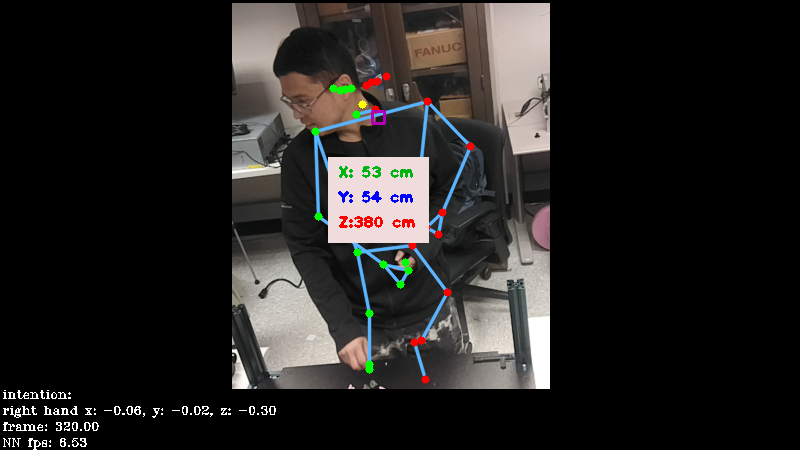 FANUC
X: 53 cm
Y: 54 cm
Z:380 cm
intention:
right hand x: -0.06, y: -0.02, z: -0.30
frame: 320.00
NN fps: 6.53